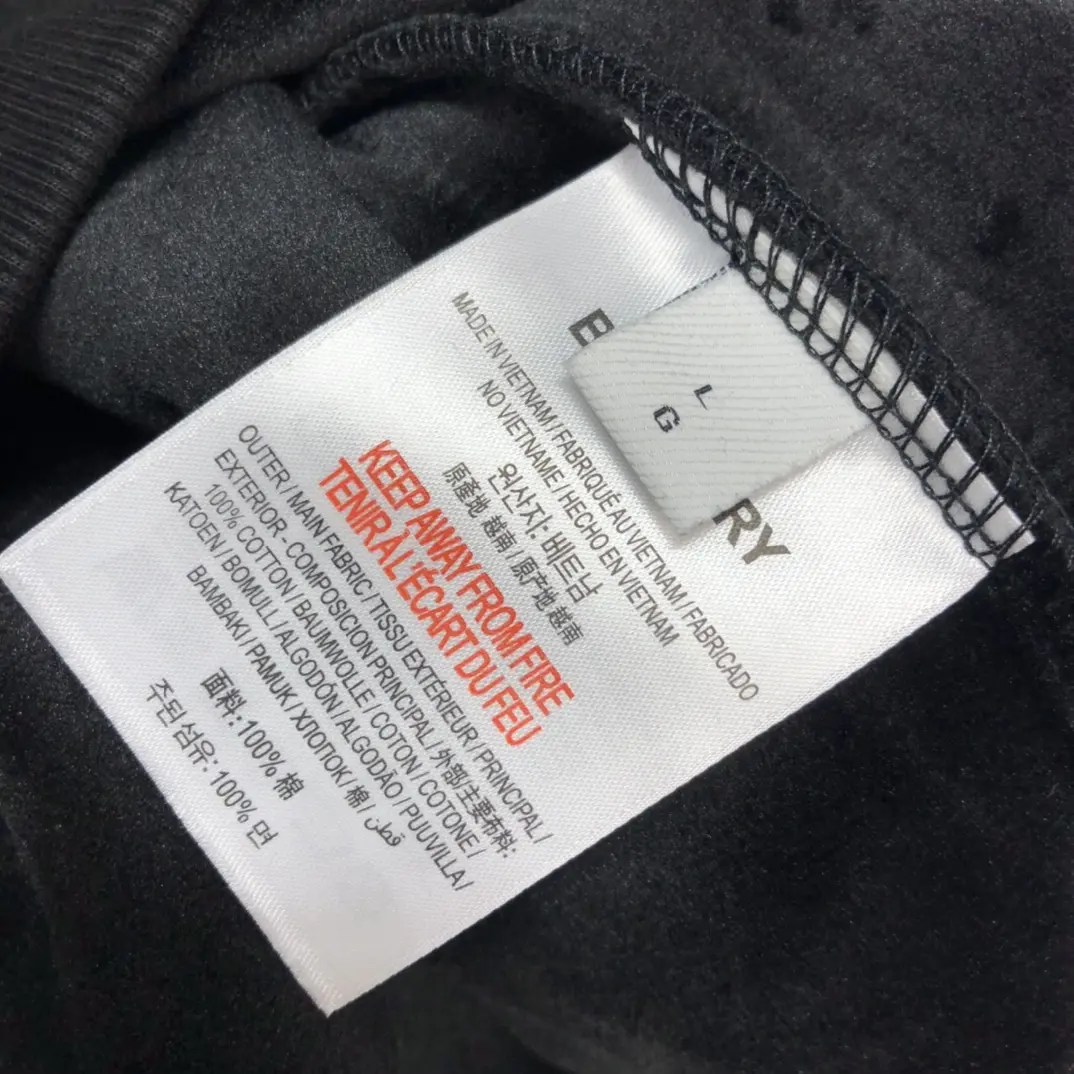 B RY
L
G
MADE IN VIETNAM / FABRIQUÉ AU VIETNAM / FABRICADO
NO VIETNAME / HECHO EN VIETNAM
원산지: 베트남
原產地 越南 / 原产地 越南
KEEP AWAY FROM FIRE
TENIR À L'ÉCART DU FEU
OUTER / MAIN FABRIC / TISSU EXTÉRIEUR / PRINCIPAL /
EXTERIOR - COMPOSICION PRINCIPAL / 外部主要布料:
100% COTTON / BAUMWOLLE / COTON / COTONE /
KATOEN / BOMULL / ALGODÓN / ALGODÃO / PUUVILLA /
BAMBAKI / PAMUK / ХΠΟΠΟΚ / 棉 / قطن
面料: 100% 棉
주된섬유: 100% 면